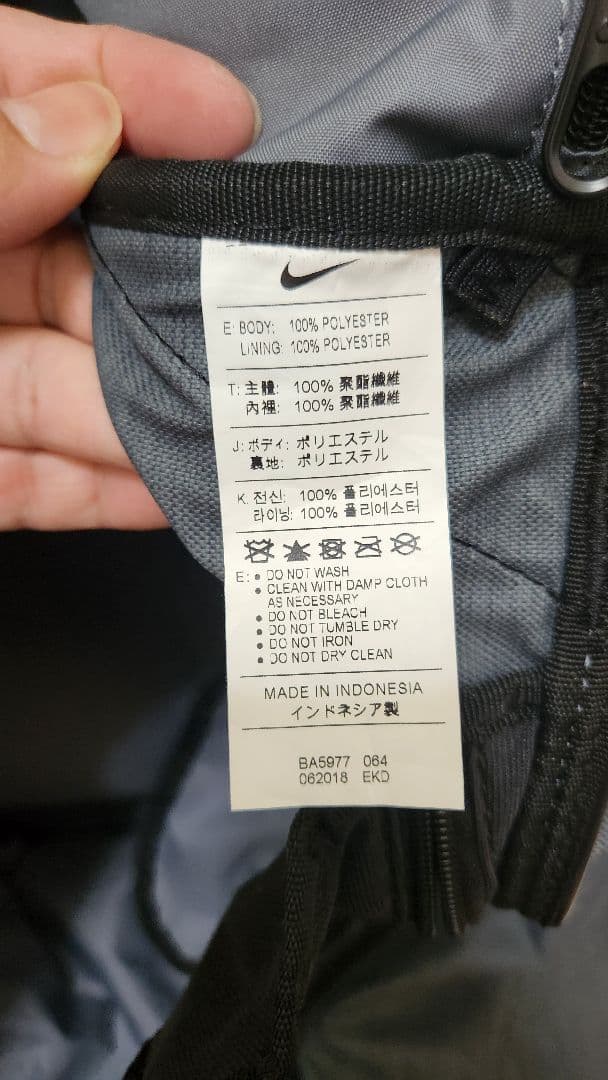 E: BODY: 100% POLYESTER
LINING: 100% POLYESTER
T: 主體: 100% 聚酯纖維
內裡: 100% 聚酯纖維
J: ボディ: ポリエステル
裏地: ポリエステル
K. 전신: 100% 폴리에스터
라이닝: 100% 폴리에스터
E: • DO NOT WASH
• CLEAN WITH DAMP CLOTH
AS NECESSARY
• DO NOT BLEACH
• DO NOT TUMBLE DRY
• DO NOT IRON
• DO NOT DRY CLEAN
MADE IN INDONESIA
インドネシア製
BA5977 064
062018 EKD